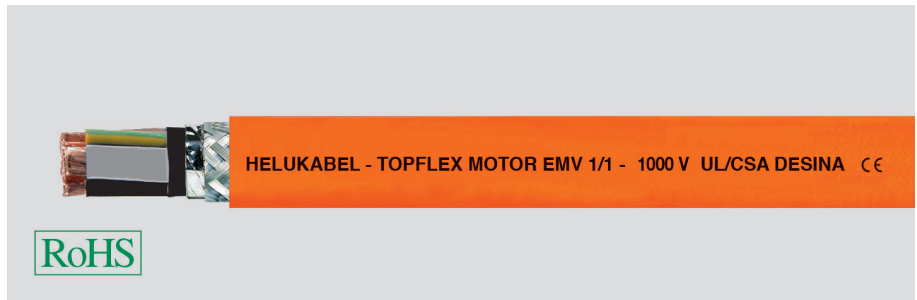 HELUKABEL - TOPFLEX MOTOR EMV 1/1 - 1000 V UL/CSA DESINA CE
RoHS